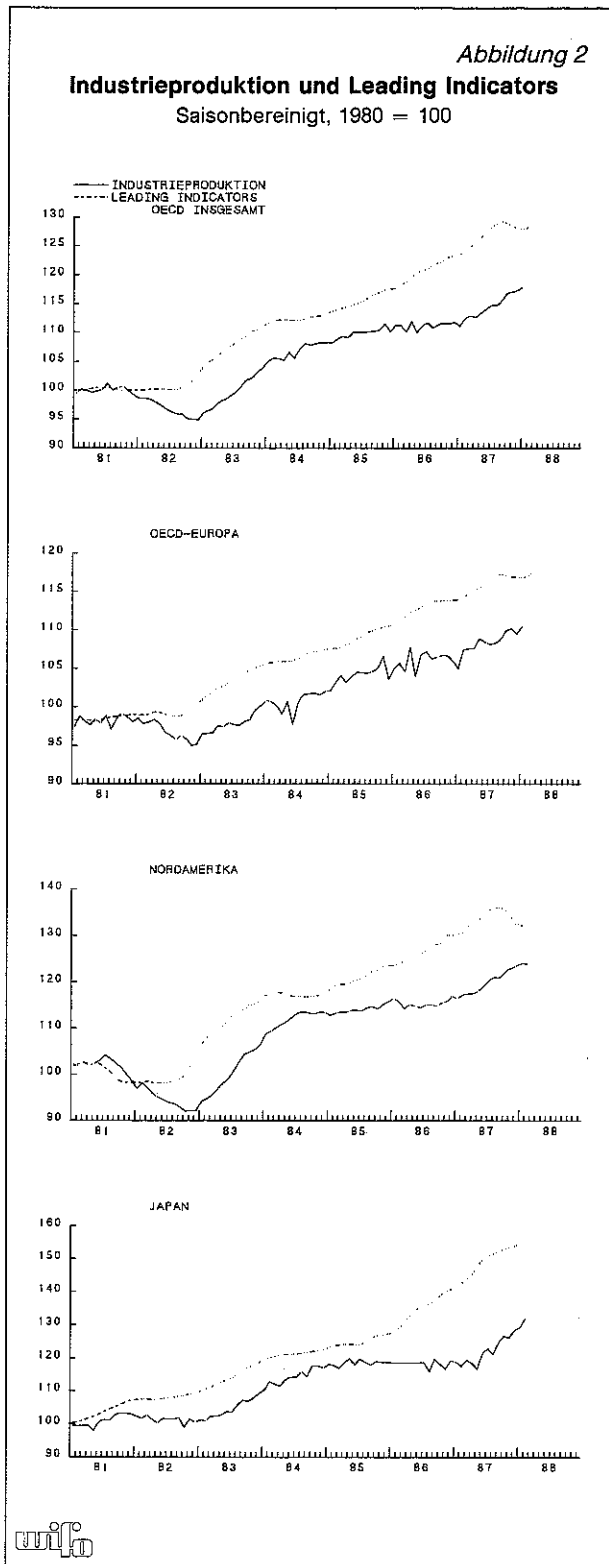 Abbildung 2
Industrieproduktion und Leading Indicators
Saisonbereinigt, 1980 = 100
INDUSTRIEPRODUKTION
LEADING INDICATORS
OECD INSGESAMT
130
125
120
115
110
105
100
95
90
81 82 83 84 85 86 87 88
OECD-EUROPA
120
115
110
105
100
95
90
81 82 83 84 85 86 87 88
NORDAMERIKA
140
130
120
110
100
90
81 82 83 84 85 86 87 88
JAPAN
160
150
140
130
120
110
100
90
81 82 83 84 85 86 87 88
wifo